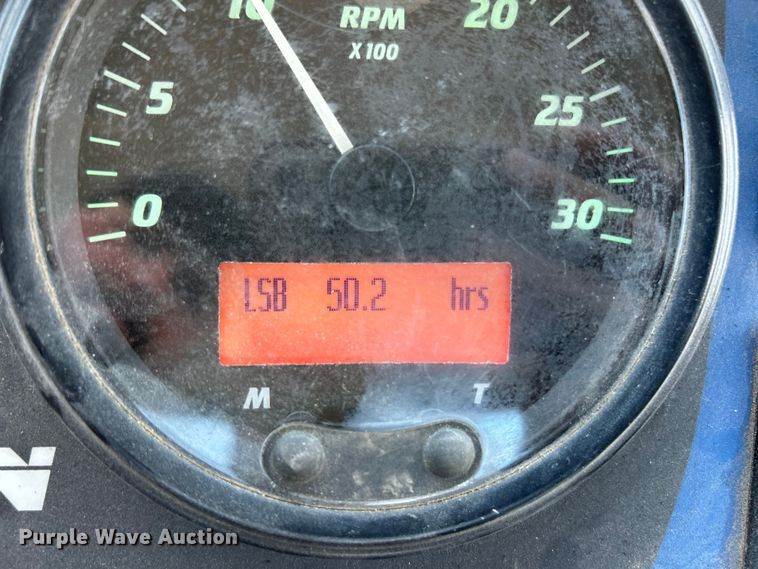 10 RPM 20
X100
5 25
0 30
LSB 50.2 hrs
M T
N
Purple Wave Auction®